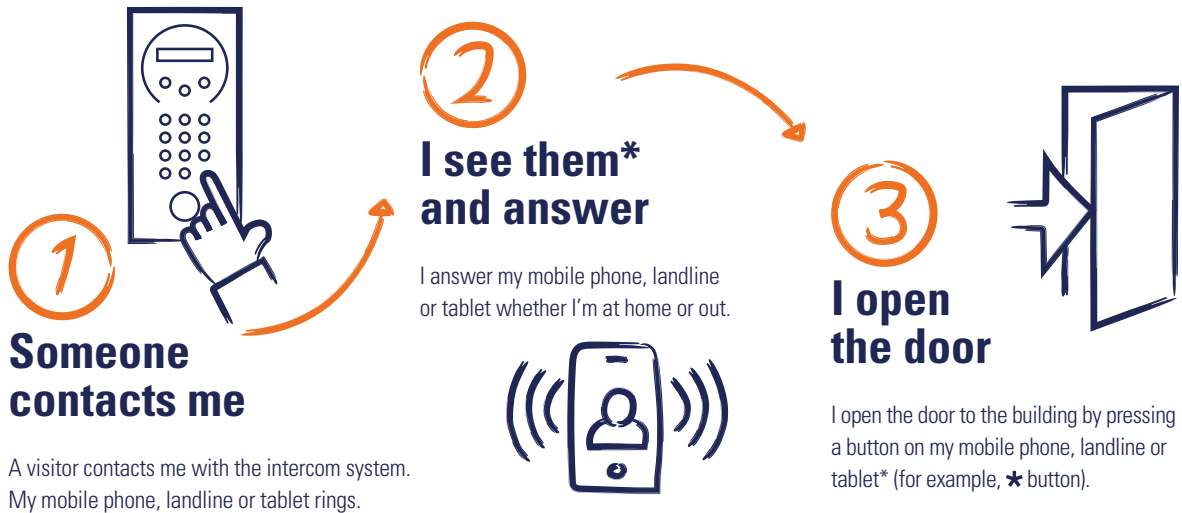 1
Someone
contacts me
A visitor contacts me with the intercom system.
My mobile phone, landline or tablet rings.
2
I see them*
and answer
I answer my mobile phone, landline
or tablet whether I'm at home or out.
3
I open
the door
I open the door to the building by pressing
a button on my mobile phone, landline or
tablet* (for example, * button).